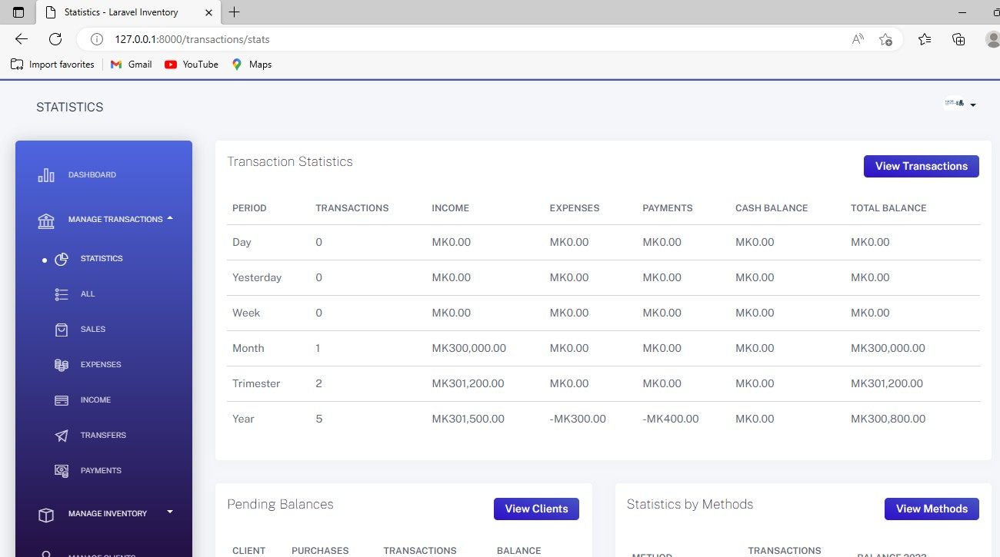 Statistics - Laravel Inventory
127.0.0.1:8000/transactions/stats
Import favorites Gmail YouTube Maps
STATISTICS
DASHBOARD
MANAGE TRANSACTIONS
STATISTICS
ALL
SALES
EXPENSES
INCOME
TRANSFERS
PAYMENTS
MANAGE INVENTORY
MANAGE CLIENTS
Transaction Statistics View Transactions
PERIOD TRANSACTIONS INCOME EXPENSES PAYMENTS CASH BALANCE TOTAL BALANCE
Day 0 MK0.00 MK0.00 MK0.00 MK0.00 MK0.00
Yesterday 0 MK0.00 MK0.00 MK0.00 MK0.00 MK0.00
Week 0 MK0.00 MK0.00 MK0.00 MK0.00 MK0.00
Month 1 MK300,000.00 MK0.00 MK0.00 MK0.00 MK300,000.00
Trimester 2 MK301,200.00 MK0.00 MK0.00 MK0.00 MK301,200.00
Year 5 MK301,500.00 -MK300.00 -MK400.00 MK0.00 MK300,800.00
Pending Balances View Clients
CLIENT PURCHASES TRANSACTIONS BALANCE
Statistics by Methods View Methods
METHOD TRANSACTIONS BALANCE 2023